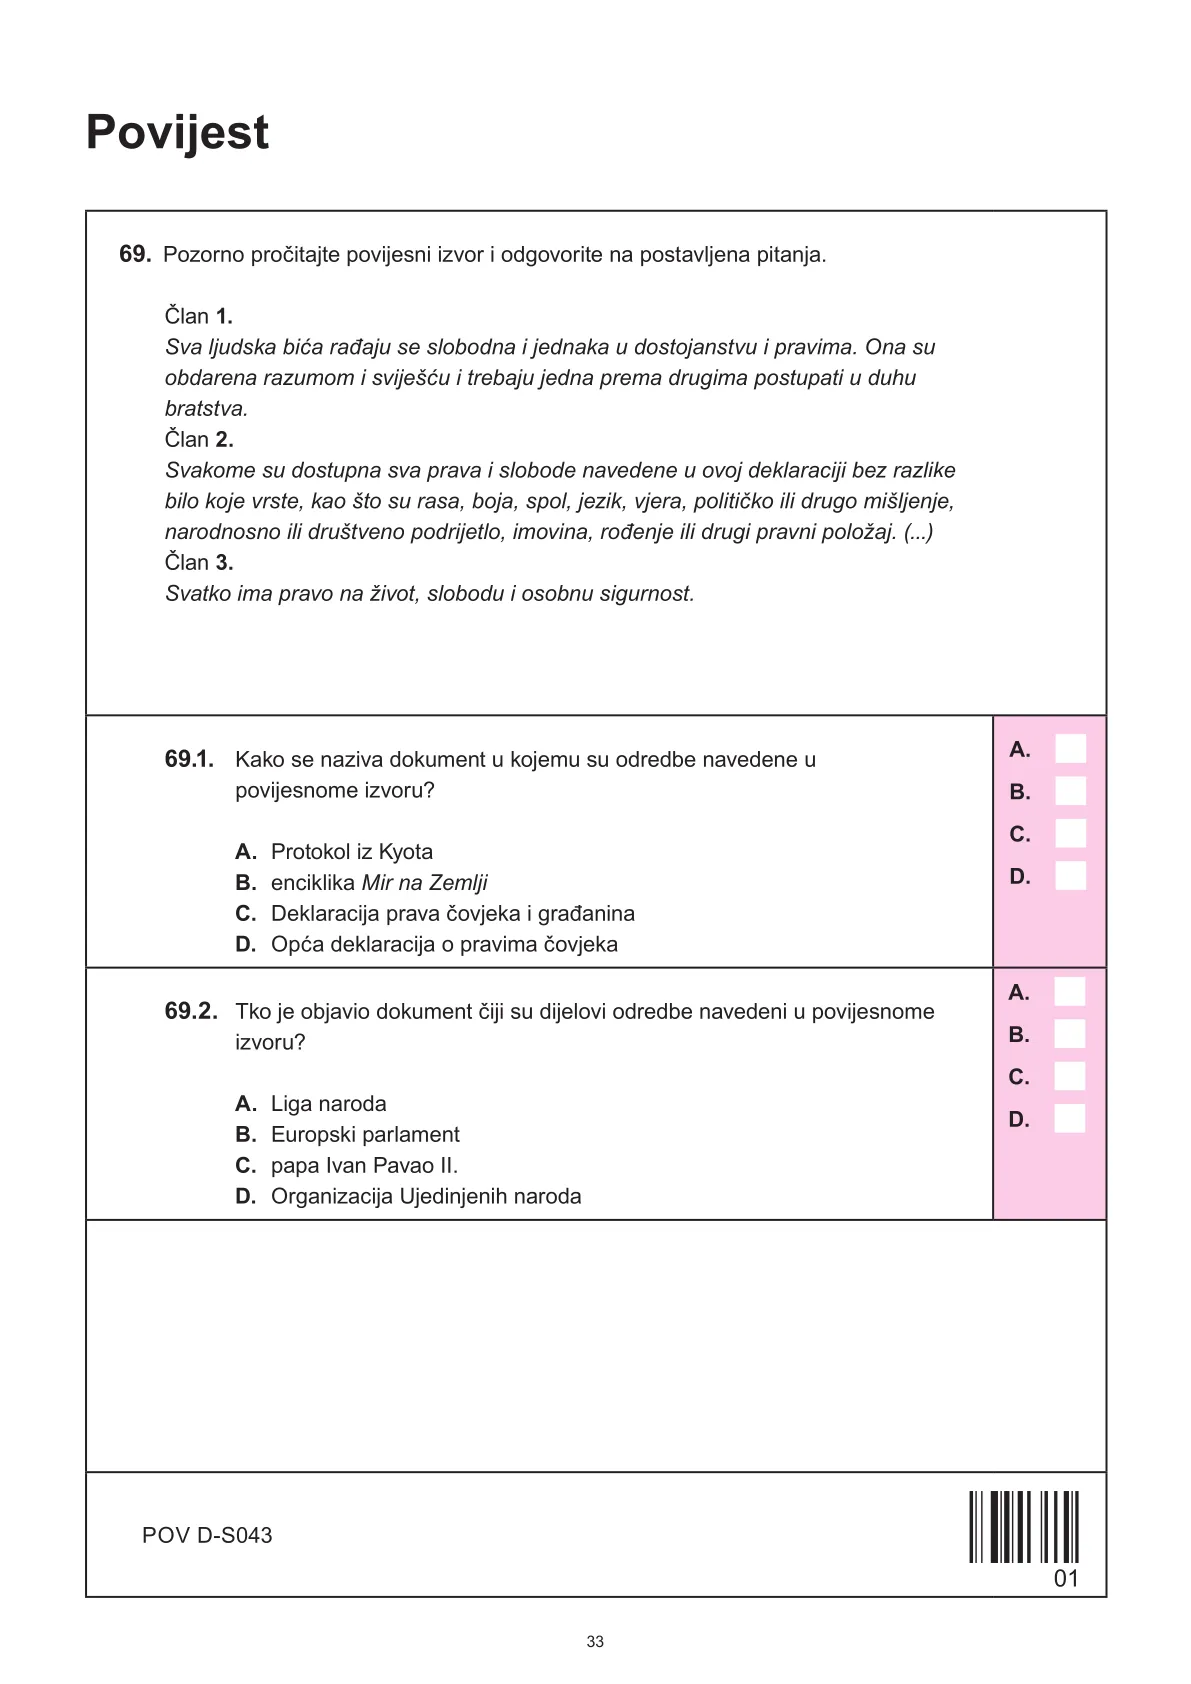 Povijest
69. Pozorno pročitajte povijesni izvor i odgovorite na postavljena pitanja.
Član 1.
Sva ljudska bića rađaju se slobodna i jednaka u dostojanstvu i pravima. Ona su
obdarena razumom i sviješću i trebaju jedna prema drugima postupati u duhu
bratstva.
Član 2.
Svakome su dostupna sva prava i slobode navedene u ovoj deklaraciji bez razlike
bilo koje vrste, kao što su rasa, boja, spol, jezik, vjera, političko ili drugo mišljenje,
narodnosno ili društveno podrijetlo, imovina, rođenje ili drugi pravni položaj. (...)
Član 3.
Svatko ima pravo na život, slobodu i osobnu sigurnost.
69.1. Kako se naziva dokument u kojemu su odredbe navedene u
povijesnome izvoru?
A. Protokol iz Kyota
B. enciklika Mir na Zemlji
C. Deklaracija prava čovjeka i građanina
D. Opća deklaracija o pravima čovjeka
A.
B.
C.
D.
69.2. Tko je objavio dokument čiji su dijelovi odredbe navedeni u povijesnome
izvoru?
A. Liga naroda
B. Europski parlament
C. papa Ivan Pavao II.
D. Organizacija Ujedinjenih naroda
A.
B.
C.
D.
POV D-S043
01
33